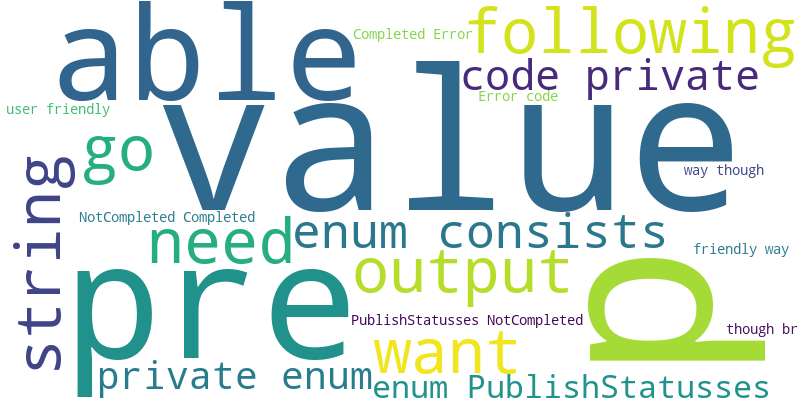 able
Completed Error
following
code private
user friendly
Error code
value
go
way though
string
NotCompleted Completed
need
enum consists
friendly way
output
pre
p
PublishStatusses NotCompleted
though br
want
private enum
enum PublishStatusses